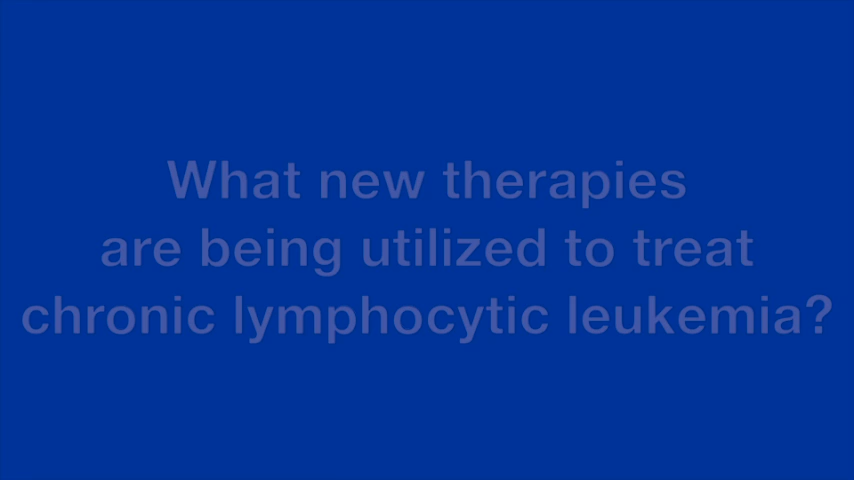 What new therapies
are being utilized to treat
chronic lymphocytic leukemia?